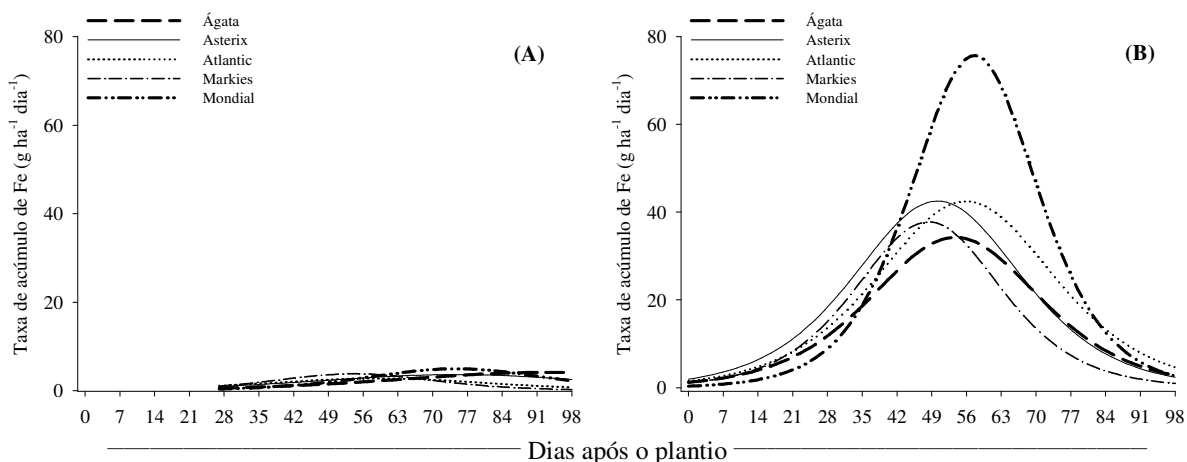 Taxa de acúmulo de Fe (g ha⁻¹ dia⁻¹)
80
60
40
20
0
Ágata
Asterix
Atlantic
Markies
Mondial
(A)
0 7 14 21 28 35 42 49 56 63 70 77 84 91 98
Taxa de acúmulo de Fe (g ha⁻¹ dia⁻¹)
80
60
40
20
0
Ágata
Asterix
Atlantic
Markies
Mondial
(B)
0 7 14 21 28 35 42 49 56 63 70 77 84 91 98
Dias após o plantio